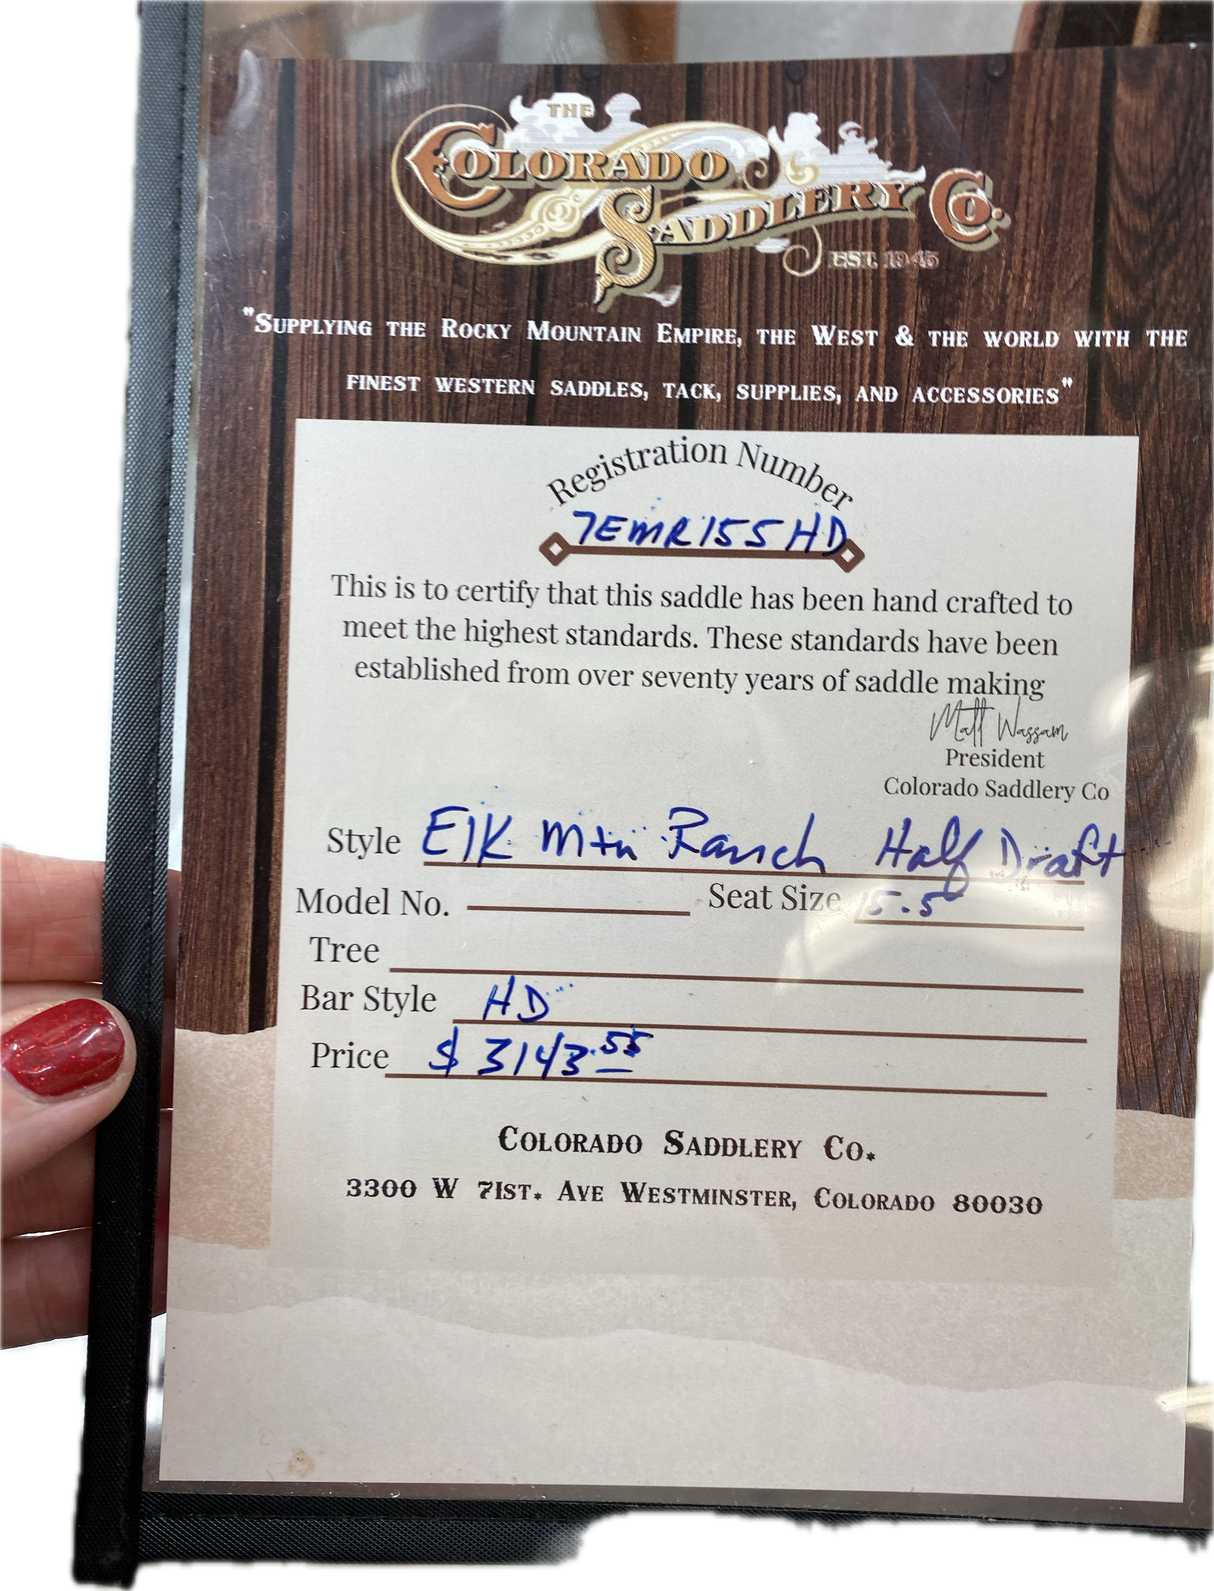 THE
COLORADO
SADDLERY CO.
EST. 1945
"SUPPLYING THE ROCKY MOUNTAIN EMPIRE, THE WEST & THE WORLD WITH THE
FINEST WESTERN SADDLES, TACK, SUPPLIES, AND ACCESSORIES"
Registration Number
7EMR155HD
This is to certify that this saddle has been hand crafted to
meet the highest standards. These standards have been
established from over seventy years of saddle making
Matt Wassam
President
Colorado Saddlery Co
Style Elk Mtn Ranch Half Draft
Model No. Seat Size 15.5
Tree
Bar Style HD
Price $ 3143.55
COLORADO SADDLERY CO.
3300 W 71ST. AVE WESTMINSTER, COLORADO 80030